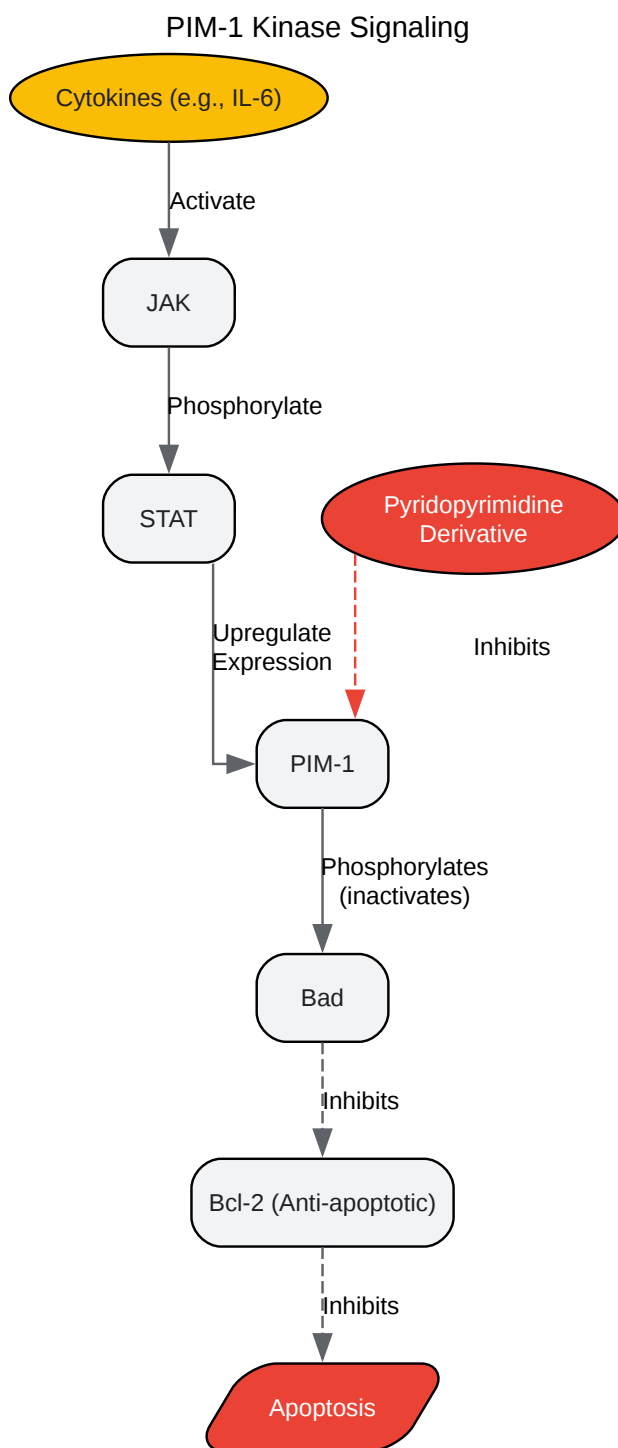 PIM-1 Kinase Signaling
Cytokines (e.g., IL-6)
Activate
JAK
Phosphorylate
STAT
Pyridopyrimidine
Derivative
Upregulate
Expression
Inhibits
PIM-1
Phosphorylates
(inactivates)
Bad
Inhibits
Bcl-2 (Anti-apoptotic)
Inhibits
Apoptosis